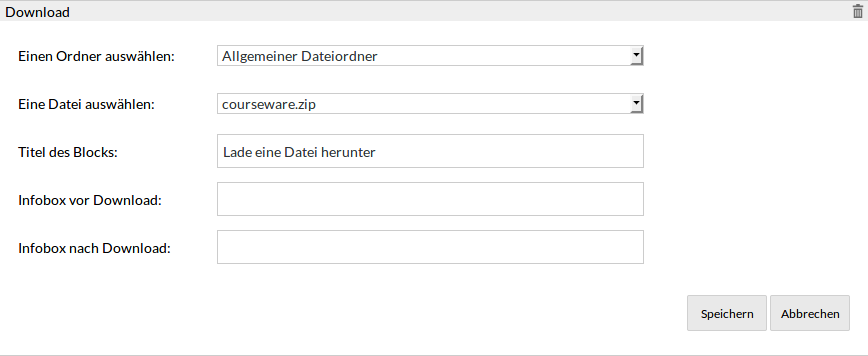 Download
Einen Ordner auswählen: Allgemeiner Dateiordner
Eine Datei auswählen: courseware.zip
Titel des Blocks: Lade eine Datei herunter
Infobox vor Download:
Infobox nach Download:
Speichern Abbrechen